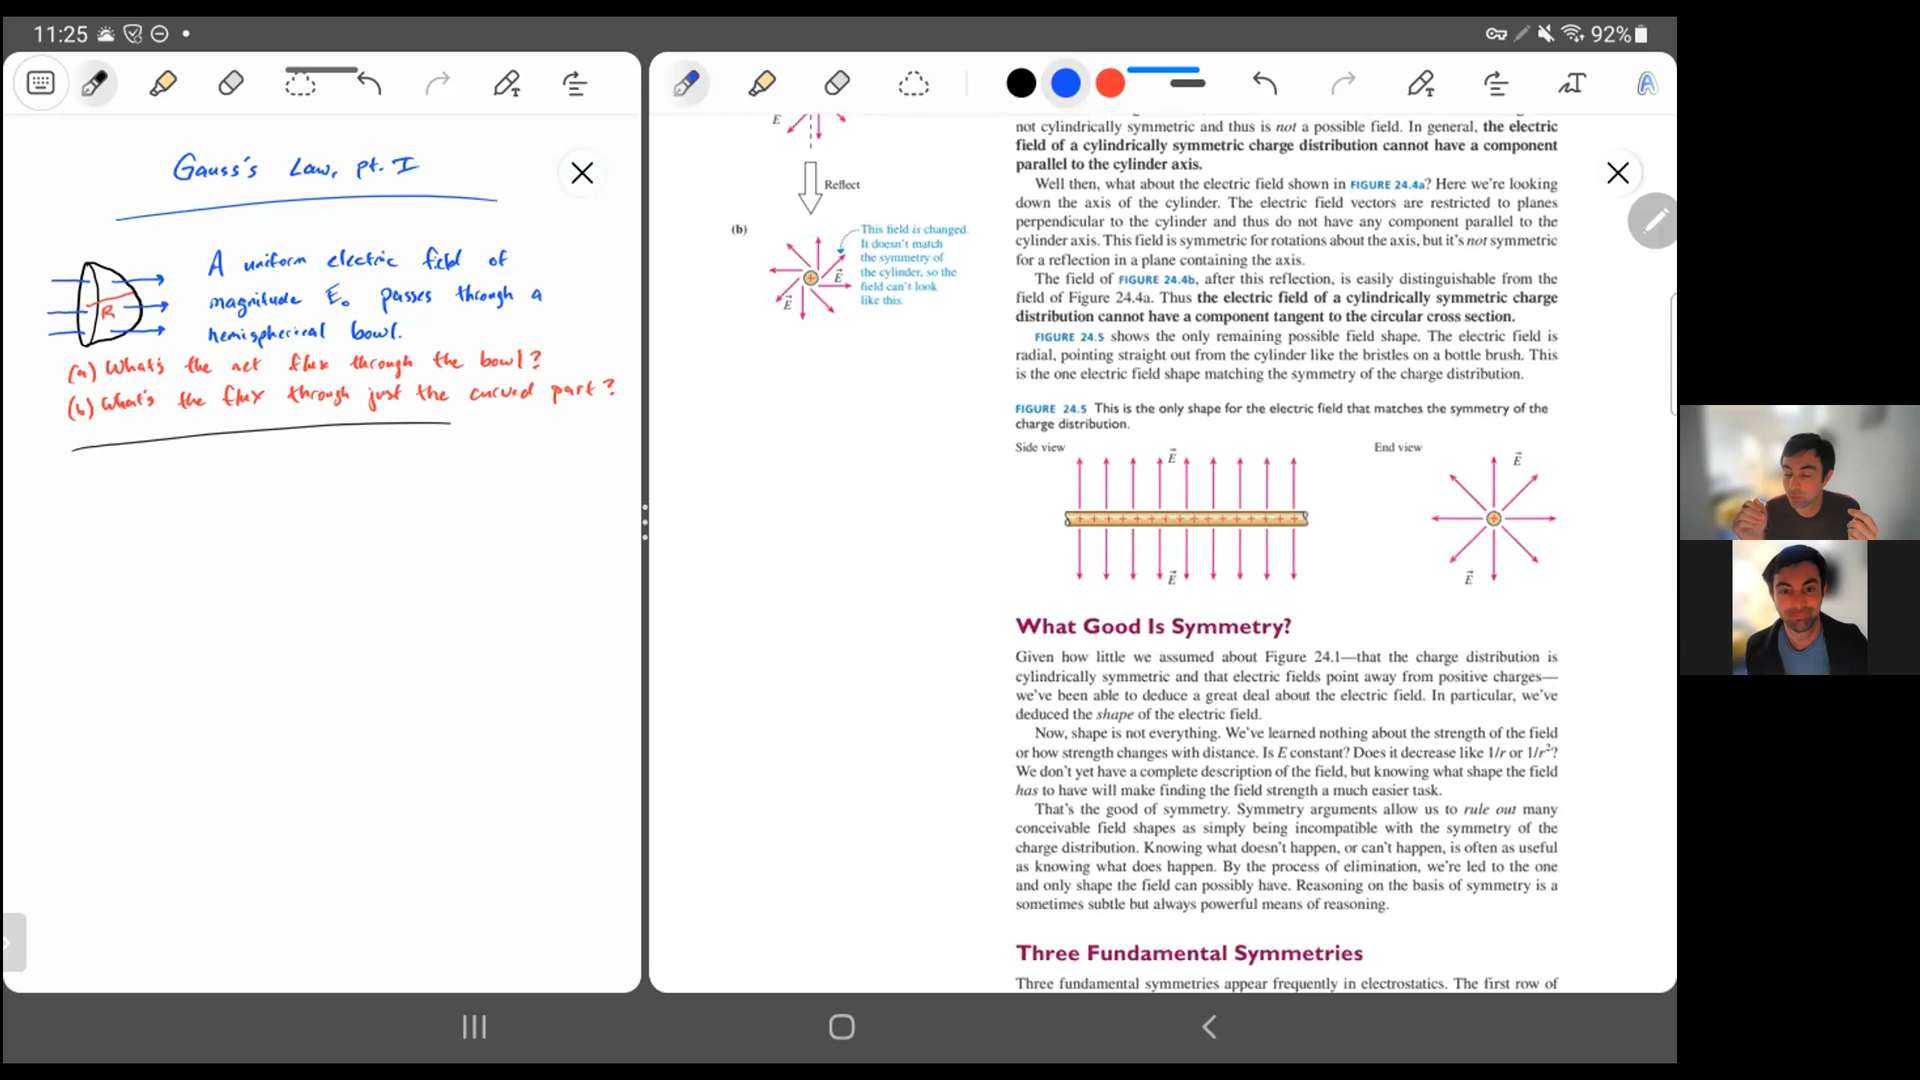 11:25
92%
Gauss's Law, pt. I
A uniform electric field of
magnitude E₀ passes through a
hemispherical bowl.
R
(a) What's the net flux through the bowl?
(b) What's the flux through just the curved part?
E
Reflect
(b)
This field is changed.
It doesn't match
the symmetry of
the cylinder, so the
field can't look
like this.
E
E
not cylindrically symmetric and thus is not a possible field. In general, the electric
field of a cylindrically symmetric charge distribution cannot have a component
parallel to the cylinder axis.
Well then, what about the electric field shown in FIGURE 24.4a? Here we're looking
down the axis of the cylinder. The electric field vectors are restricted to planes
perpendicular to the cylinder and thus do not have any component parallel to the
cylinder axis. This field is symmetric for rotations about the axis, but it's not symmetric
for a reflection in a plane containing the axis.
The field of FIGURE 24.4b, after this reflection, is easily distinguishable from the
field of Figure 24.4a. Thus the electric field of a cylindrically symmetric charge
distribution cannot have a component tangent to the circular cross section.
FIGURE 24.5 shows the only remaining possible field shape. The electric field is
radial, pointing straight out from the cylinder like the bristles on a bottle brush. This
is the one electric field shape matching the symmetry of the charge distribution.
FIGURE 24.5 This is the only shape for the electric field that matches the symmetry of the
charge distribution.
Side view
E
E
End view
E
E
What Good Is Symmetry?
Given how little we assumed about Figure 24.1—that the charge distribution is
cylindrically symmetric and that electric fields point away from positive charges—
we've been able to deduce a great deal about the electric field. In particular, we've
deduced the shape of the electric field.
Now, shape is not everything. We've learned nothing about the strength of the field
or how strength changes with distance. Is E constant? Does it decrease like 1/r or 1/r²?
We don't yet have a complete description of the field, but knowing what shape the field
has to have will make finding the field strength a much easier task.
That's the good of symmetry. Symmetry arguments allow us to rule out many
conceivable field shapes as simply being incompatible with the symmetry of the
charge distribution. Knowing what doesn't happen, or can't happen, is often as useful
as knowing what does happen. By the process of elimination, we're led to the one
and only shape the field can possibly have. Reasoning on the basis of symmetry is a
sometimes subtle but always powerful means of reasoning.
Three Fundamental Symmetries
Three fundamental symmetries appear frequently in electrostatics. The first row of